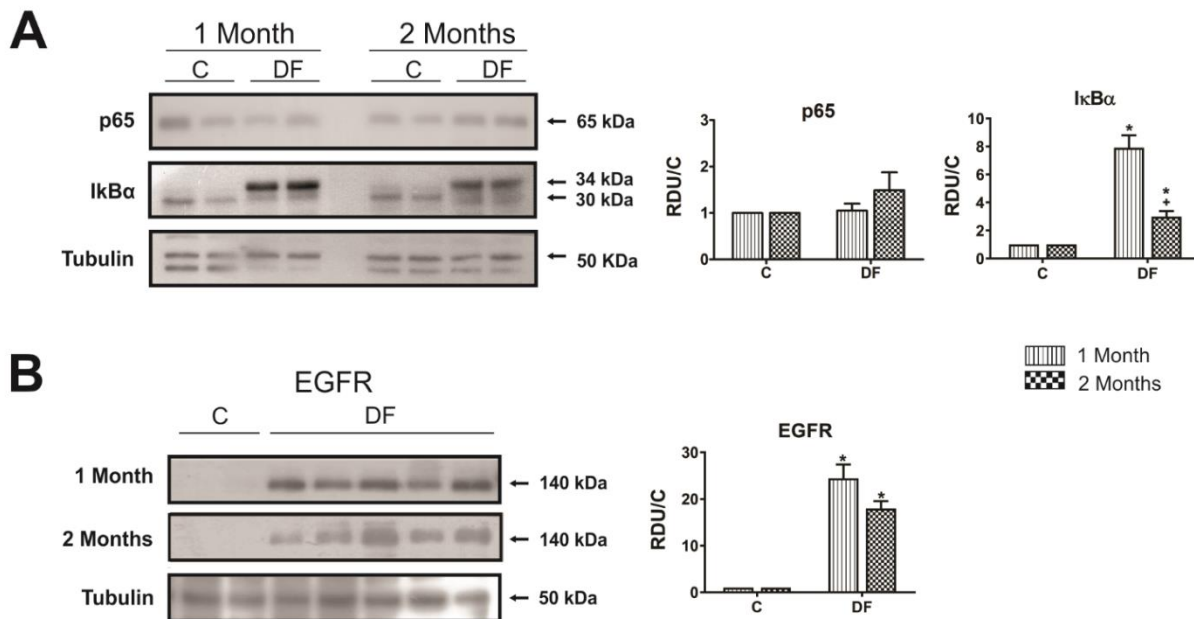 A
1 Month 2 Months
C DF C DF
p65
65 kDa
IkBα
34 kDa
30 kDa
Tubulin
50 KDa
p65
RDU/C
3
2
1
0
C DF
IκBα
RDU/C
10
8
6
4
2
0
*
*
+
C DF
1 Month
2 Months
B
EGFR
C DF
1 Month
140 kDa
2 Months
140 kDa
Tubulin
50 kDa
EGFR
RDU/C
30
20
10
0
*
*
C DF